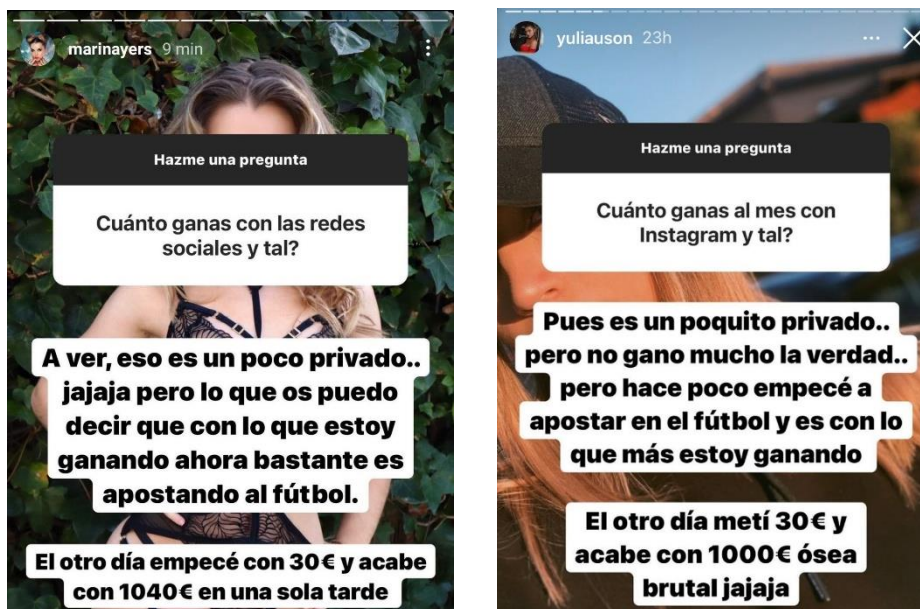 marinayers 9 min
Hazme una pregunta
Cuánto ganas con las redes
sociales y tal?
A ver, eso es un poco privado..
jajaja pero lo que os puedo
decir que con lo que estoy
ganando ahora bastante es
apostando al fútbol.
El otro día empecé con 30€ y acabe
con 1040€ en una sola tarde
yuliauson 23h
Hazme una pregunta
Cuánto ganas al mes con
Instagram y tal?
Pues es un poquito privado..
pero no gano mucho la verdad..
pero hace poco empecé a
apostar en el fútbol y es con lo
que más estoy ganando
El otro día metí 30€ y
acabe con 1000€ ósea
brutal jajaja